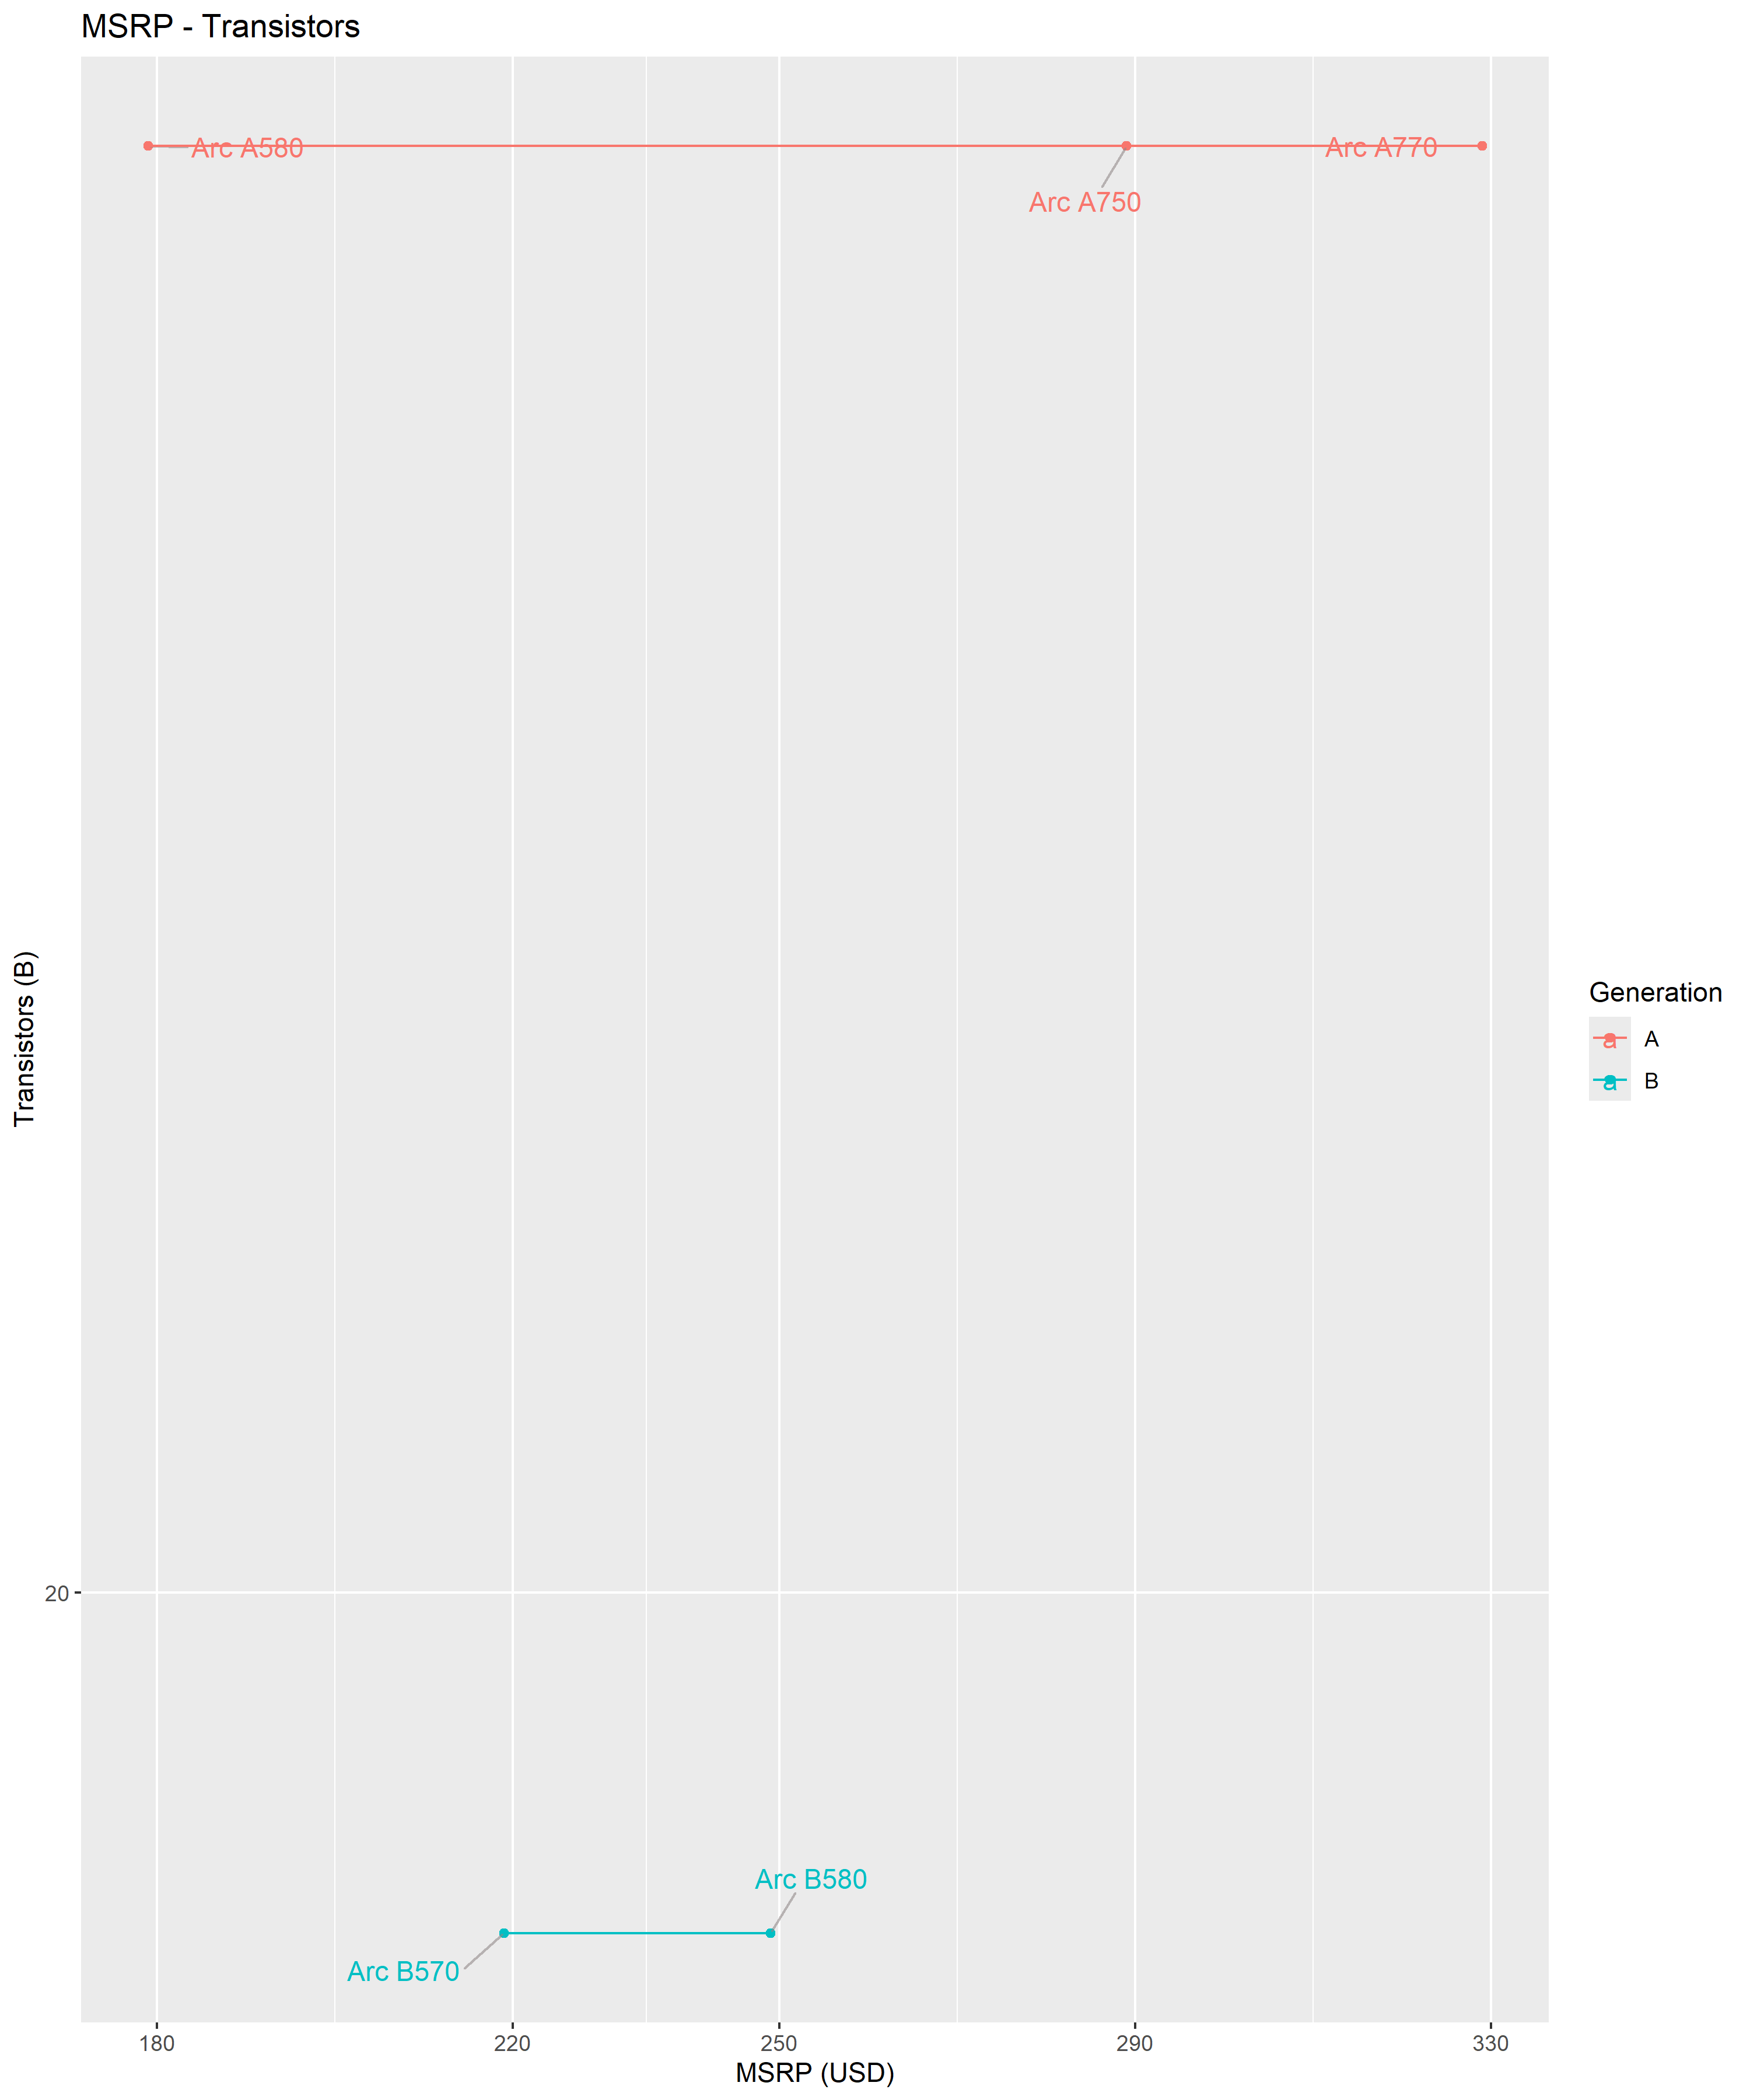 MSRP - Transistors
Arc A580
Arc A770
Arc A750
Transistors (B)
Generation
a A
a B
20
Arc B580
Arc B570
180 220 250 290 330
MSRP (USD)